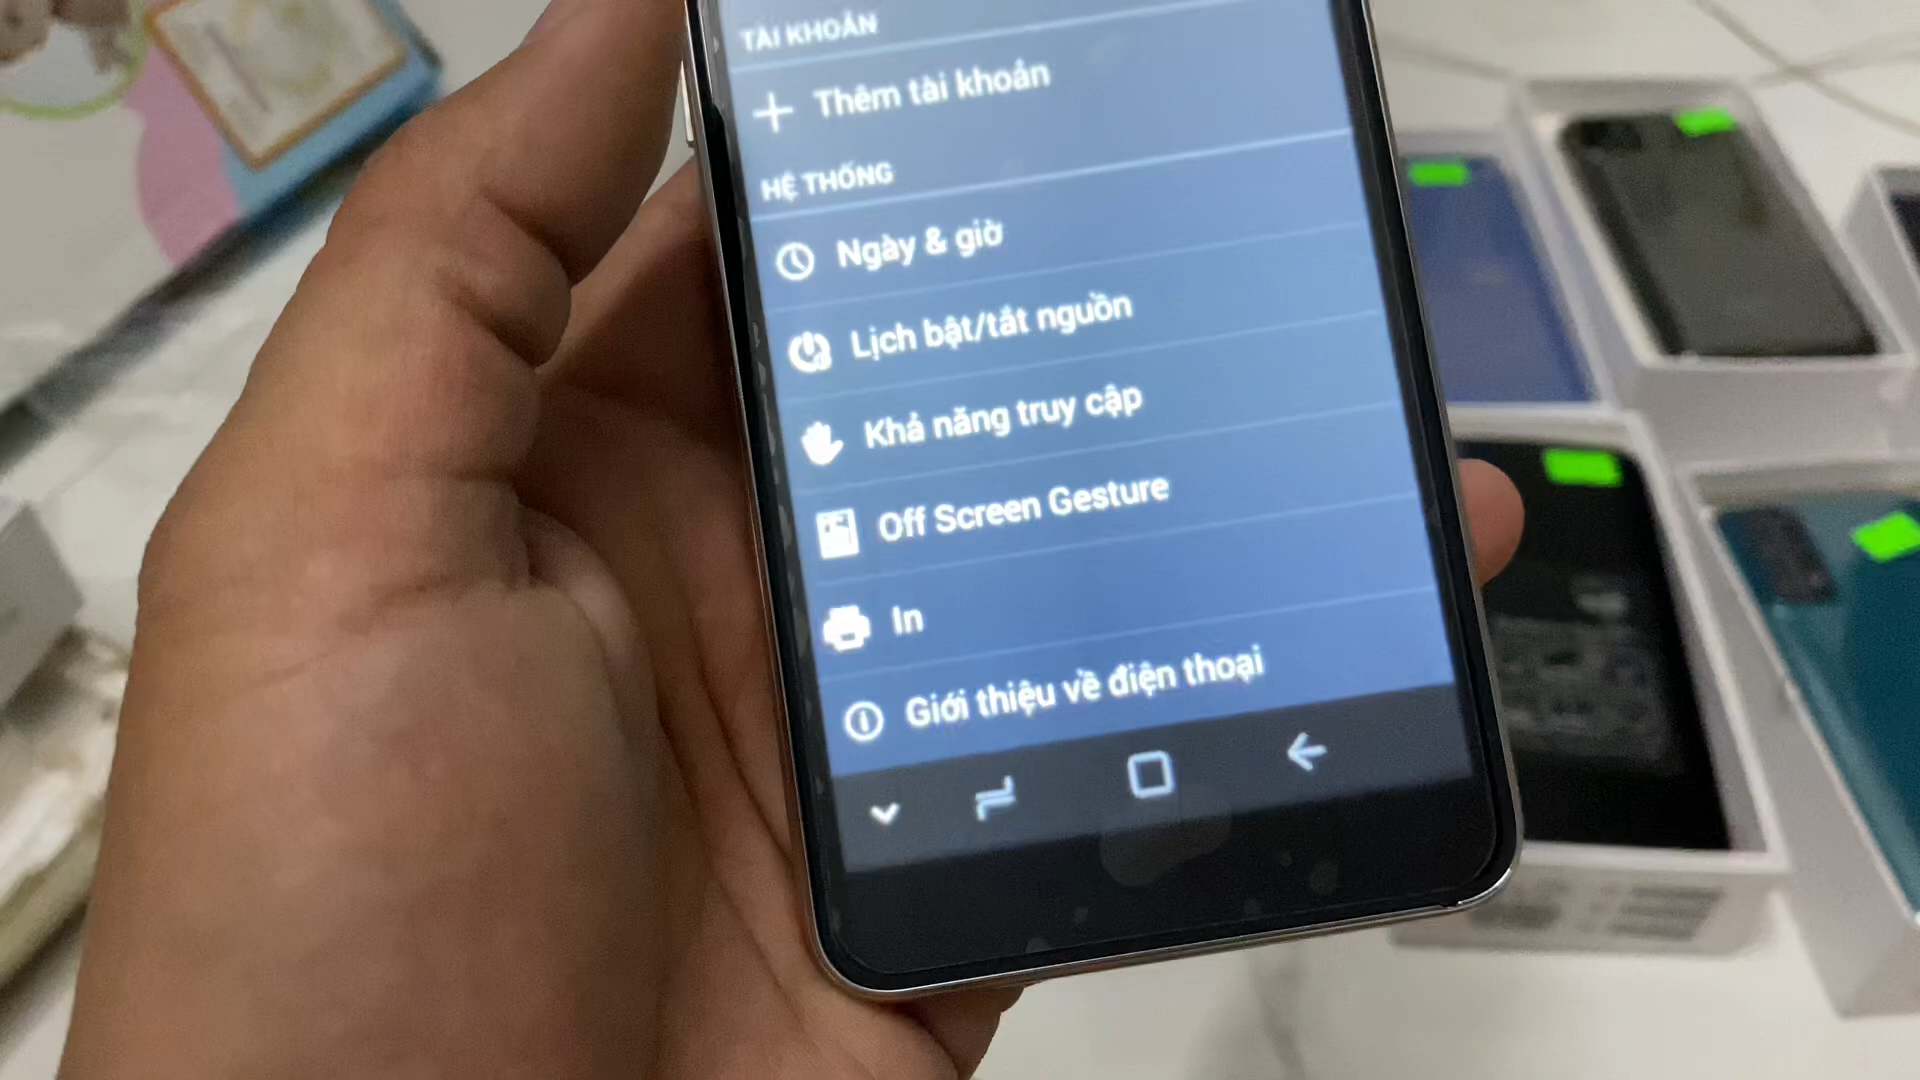 TÀI KHOẢN
Thêm tài khoản
HỆ THỐNG
Ngày & giờ
Lịch bật/tắt nguồn
Khả năng truy cập
Off Screen Gesture
In
Giới thiệu về điện thoại